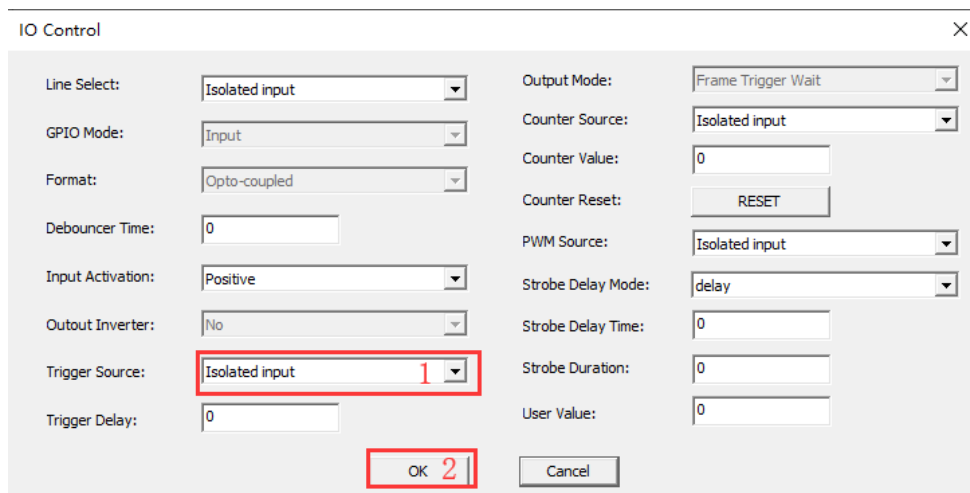 IO Control
Line Select: Isolated input
GPIO Mode: Input
Format: Opto-coupled
Debouncer Time: 0
Input Activation: Positive
Outout Inverter: No
Trigger Source: Isolated input 1
Trigger Delay: 0
Output Mode: Frame Trigger Wait
Counter Source: Isolated input
Counter Value: 0
Counter Reset: RESET
PWM Source: Isolated input
Strobe Delay Mode: delay
Strobe Delay Time: 0
Strobe Duration: 0
User Value: 0
OK 2 Cancel